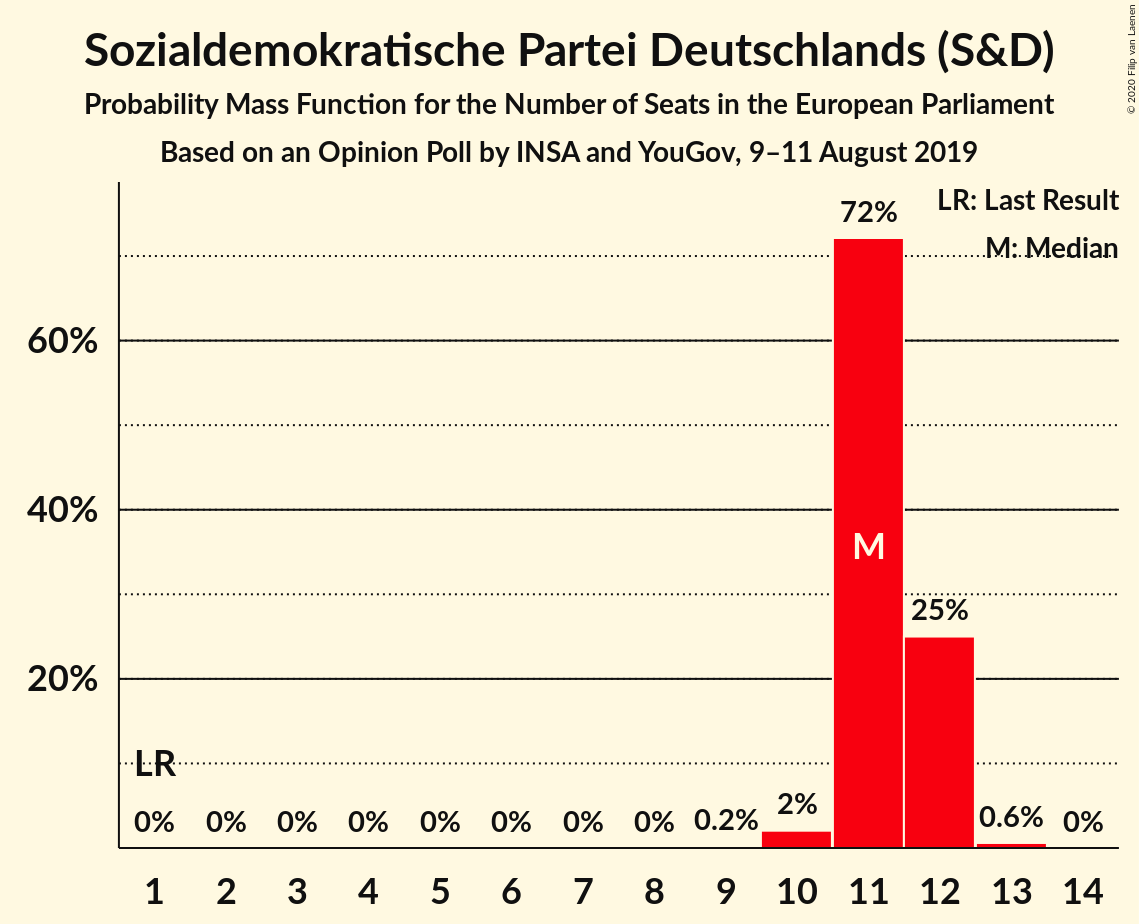 Sozialdemokratische Partei Deutschlands (S&D)
Probability Mass Function for the Number of Seats in the European Parliament
Based on an Opinion Poll by INSA and YouGov, 9–11 August 2019
© 2020 Filip van Laenen
LR: Last Result
M: Median
72%
60%
40%
M
25%
20%
LR
0% 0% 0% 0% 0% 0% 0% 0% 0.2% 2% 0.6% 0%
1 2 3 4 5 6 7 8 9 10 11 12 13 14